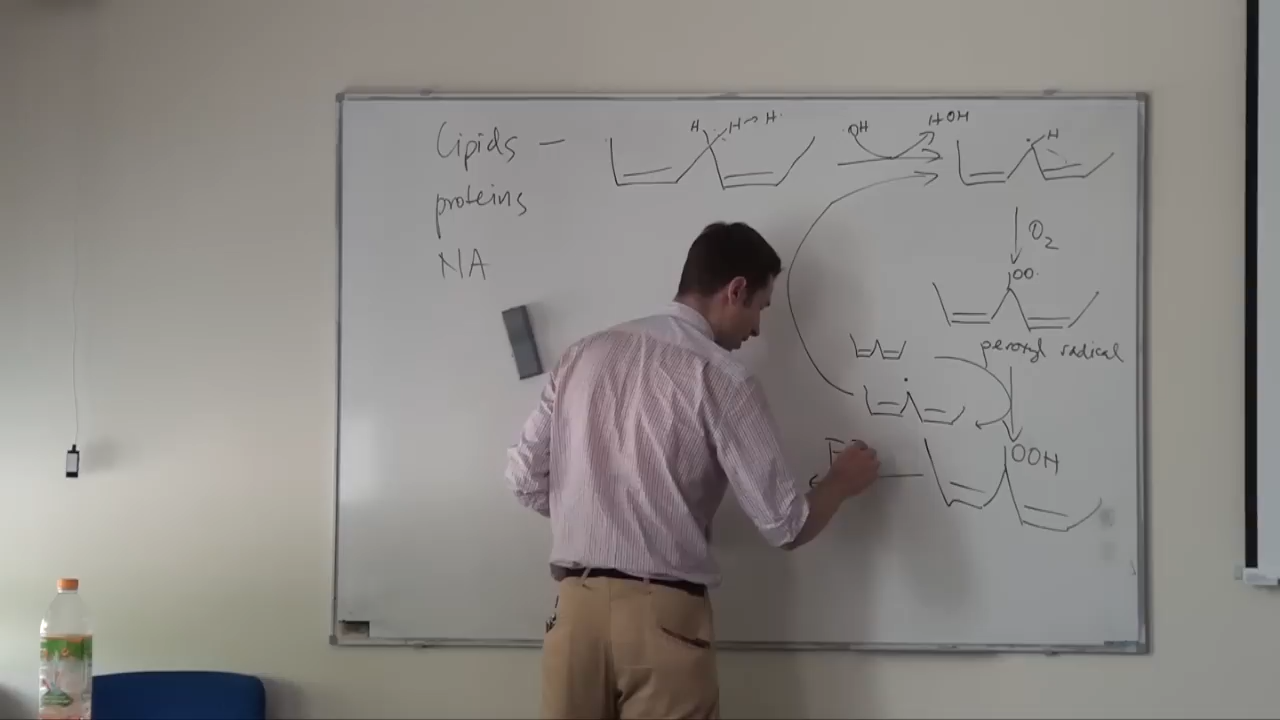 Lipids —
proteins
NA
H H → H·
·OH
HOH
H
O2
OO·
peroxyl radical
OOH